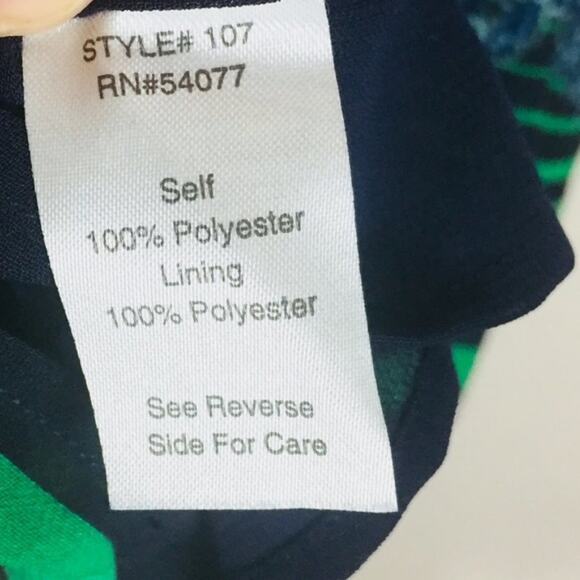 STYLE# 107
RN#54077
Self
100% Polyester
Lining
100% Polyester
See Reverse
Side For Care